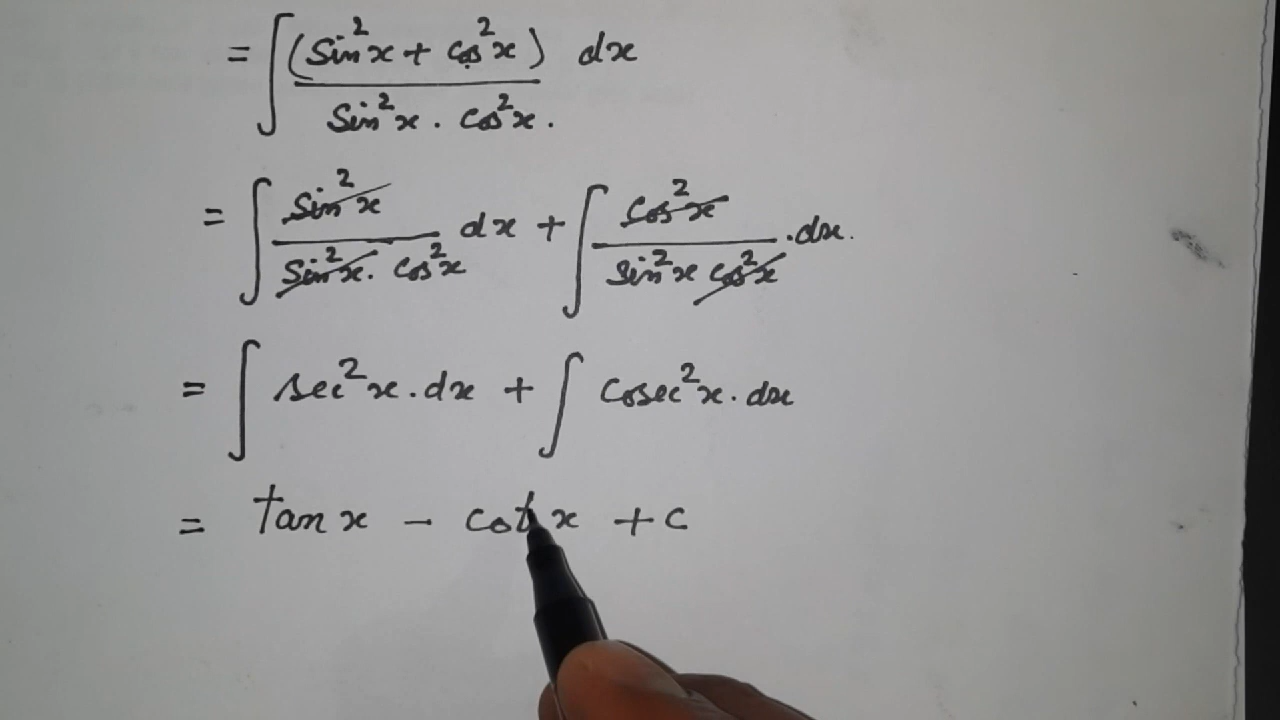 = ∫ (sin²x + cos²x) / (sin²x . cos²x) . dx
= ∫ sin²x / (sin²x . cos²x) dx + ∫ cos²x / (sin²x cos²x) . dx.
= ∫ sec²x . dx + ∫ cosec²x . dx
= tan x - cot x + c